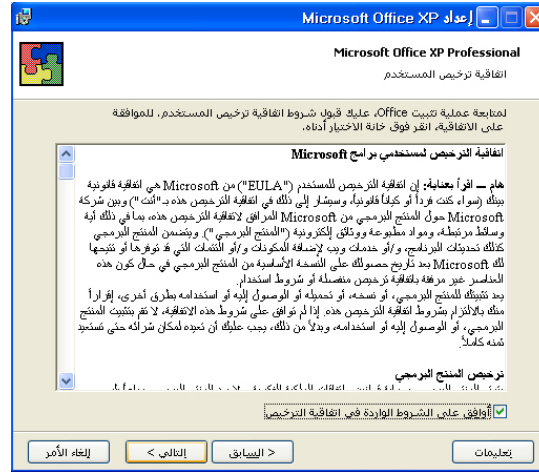 إعداد Microsoft Office XP
Microsoft Office XP Professional
اتفاقية ترخيص المستخدم
لمتابعة عملية تثبيت Office، عليك قبول شروط اتفاقية ترخيص المستخدم. للموافقة
على الاتفاقية، انقر فوق خانة الاختيار أدناه.
اتفاقية الترخيص لمستخدمي برامج Microsoft
هام ــ اقرأ بعناية: إن اتفاقية الترخيص للمستخدم ("EULA") من Microsoft هي اتفاقية قانونية
بينك (سواء كنت فرداً أو كياناً قانونياً، وسيشار إلى ذلك في اتفاقية الترخيص هذه بـ "أنت") وبين شركة
Microsoft حول المنتج البرمجي من Microsoft المرافق لاتفاقية الترخيص هذه، بما في ذلك أية
وسائط مرتبطة، ومواد مطبوعة ووثائق إلكترونية ("المنتج البرمجي"). ويتضمن المنتج البرمجي
كذلك تحديثات البرنامج، و/أو خدمات ويب لإضافة المكونات و/أو التتمات التي قد توفرها أو تتيحها
لك Microsoft بعد تاريخ حصولك على النسخة الأساسية من المنتج البرمجي في حال كون هذه
العناصر غير مرفقة باتفاقية ترخيص منفصلة أو شروط استخدام.
يعد تثبيتك للمنتج البرمجي، أو نسخه، أو تحميله أو الوصول إليه أو استخدامه بطرق أخرى، إقراراً
منك بالالتزام بشروط اتفاقية الترخيص هذه. إذا لم توافق على شروط هذه الاتفاقية، لا تقم بتثبيت المنتج
البرمجي، أو الوصول إليه أو استخدامه، وبدلاً من ذلك، يجب عليك أن تعيده لمكان شرائه حتى تستعيد
ثمنه كاملاً.
ترخيص المنتج البرمجي
أوافق على الشروط الواردة في اتفاقية الترخيص
تعليمات
< السابق
التالي >
إلغاء الأمر